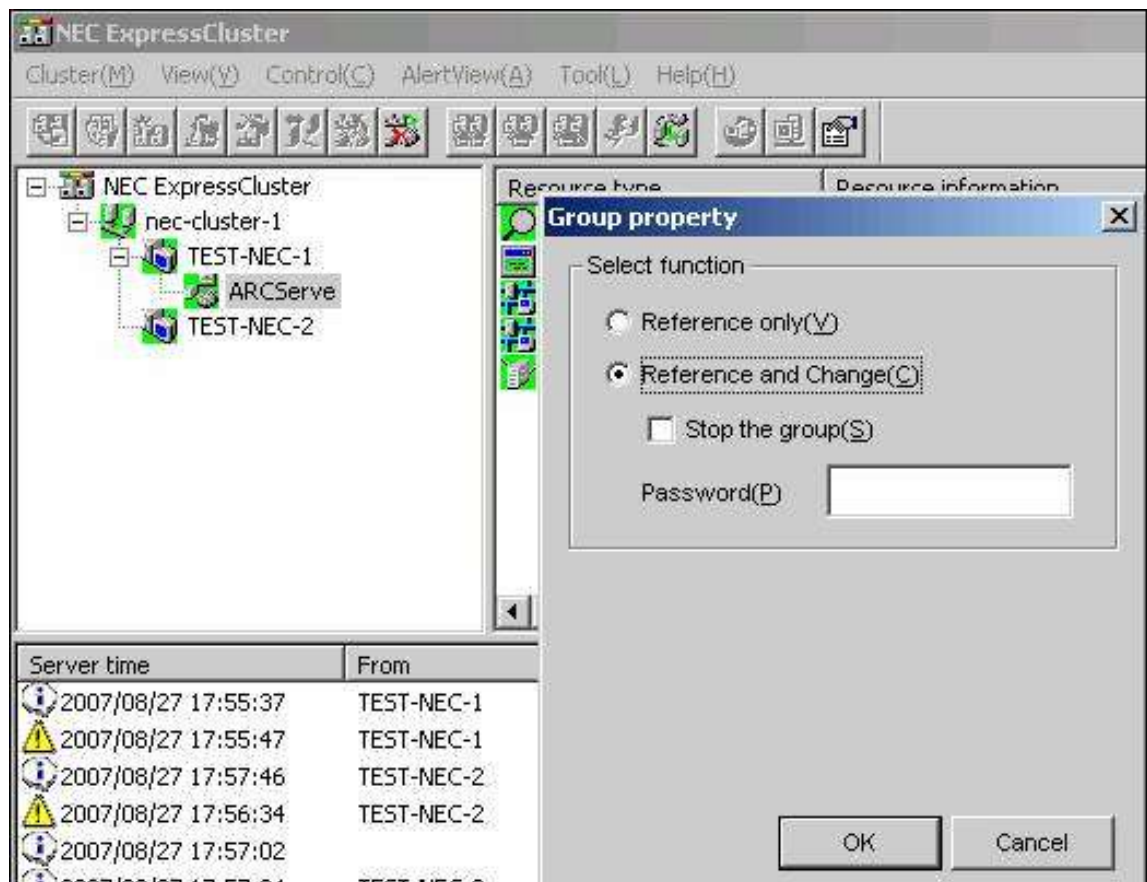 NEC ExpressCluster
Cluster(M) View(V) Control(C) AlertView(A) Tool(L) Help(H)
NEC ExpressCluster
nec-cluster-1
TEST-NEC-1
ARCServe
TEST-NEC-2
Resource type Resource information
Group property
Select function
Reference only(V)
Reference and Change(C)
Stop the group(S)
Password(P)
OK Cancel
Server time From
2007/08/27 17:55:37 TEST-NEC-1
2007/08/27 17:55:47 TEST-NEC-1
2007/08/27 17:57:46 TEST-NEC-2
2007/08/27 17:56:34 TEST-NEC-2
2007/08/27 17:57:02